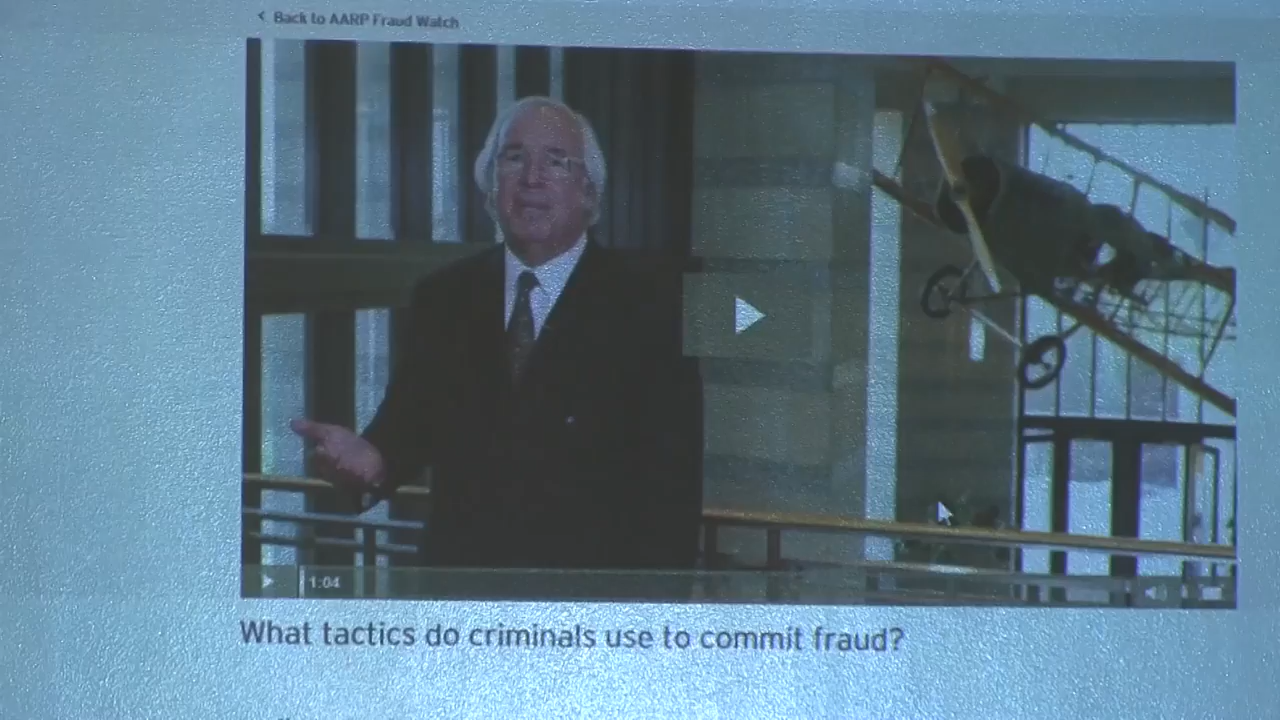 Back to AARP Fraud Watch
1:04
What tactics do criminals use to commit fraud?